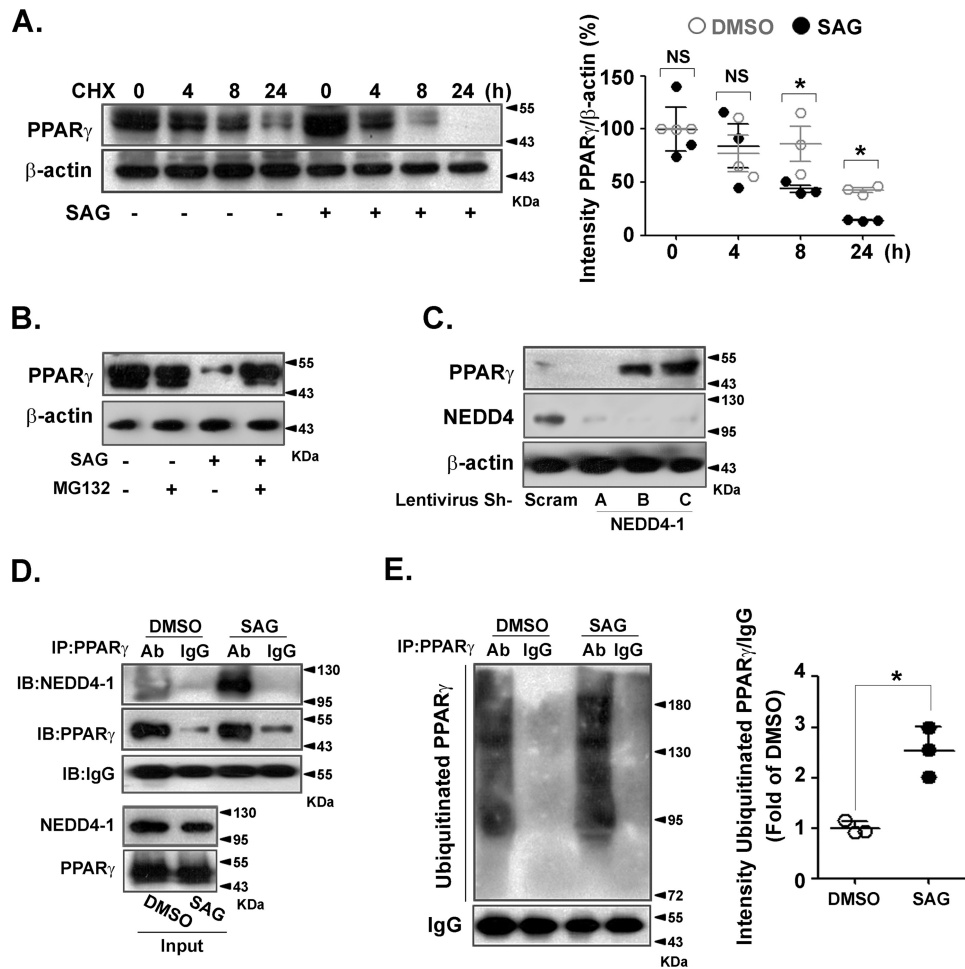 A.
CHX 0 4 8 24 0 4 8 24 (h)
PPARγ
55
43
β-actin
43
KDa
SAG - - - - + + + +
DMSO SAG
Intensity PPARγ/β-actin (%)
NS NS * *
150
100
50
0
0 4 8 24 (h)
B.
PPARγ
55
43
β-actin
43
KDa
SAG - - + +
MG132 - + - +
C.
PPARγ
55
43
NEDD4
130
95
β-actin
43
KDa
Lentivirus Sh- Scram A B C
NEDD4-1
D.
DMSO SAG
IP:PPARγ Ab IgG Ab IgG
IB:NEDD4-1
130
95
IB:PPARγ
55
43
IB:IgG
55
KDa
NEDD4-1
130
95
PPARγ
55
43
KDa
DMSO SAG
Input
E.
DMSO SAG
IP:PPARγ Ab IgG Ab IgG
Ubiquitinated PPARγ
180
130
95
72
IgG
55
43
KDa
Intensity Ubiquitinated PPARγ/IgG
(Fold of DMSO)
*
4
3
2
1
0
DMSO SAG